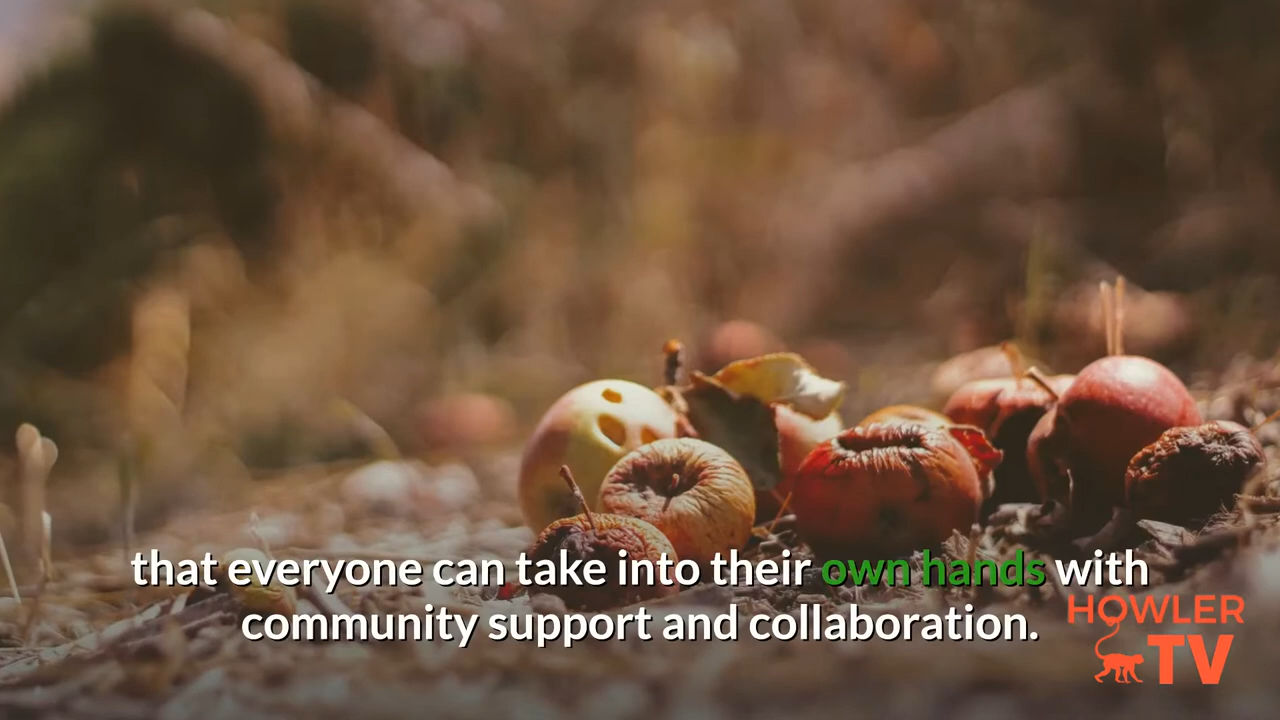 that everyone can take into their own hands with
community support and collaboration.
HOWLER
TV